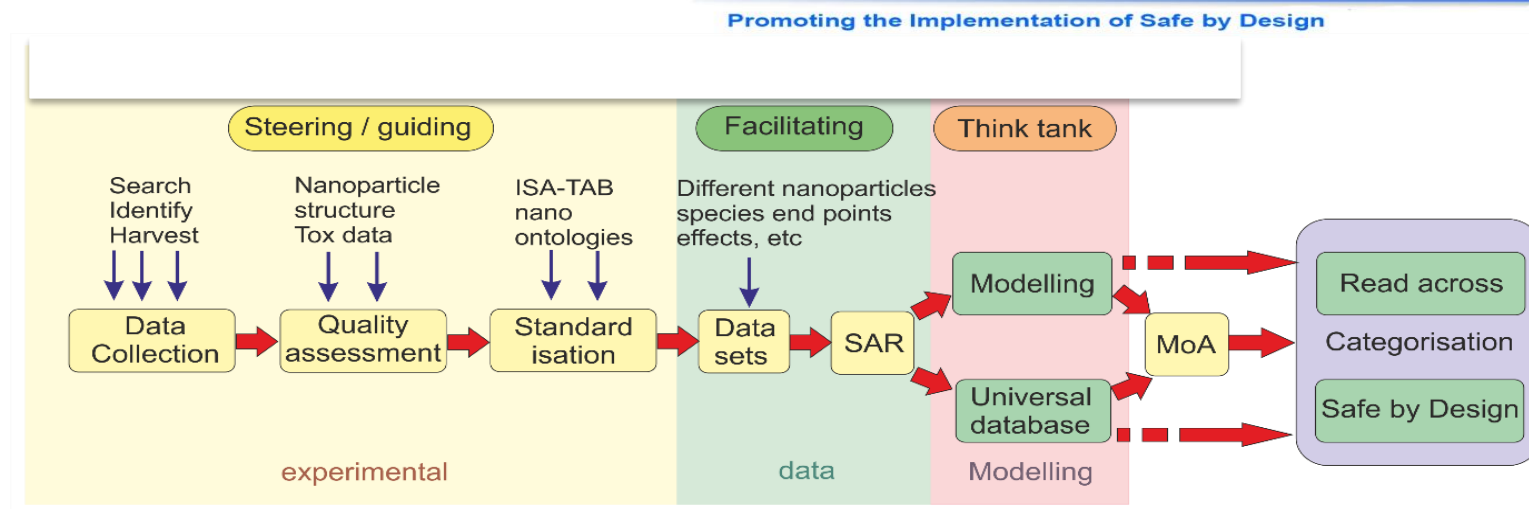 Promoting the Implementation of Safe by Design
Steering / guiding
Facilitating
Think tank
Search
Identify
Harvest
Nanoparticle
structure
Tox data
ISA-TAB
nano
ontologies
Different nanoparticles
species end points
effects, etc
Data
Collection
Quality
assessment
Standard
isation
Data
sets
SAR
Modelling
Universal
database
MoA
Read across
Categorisation
Safe by Design
experimental
data
Modelling